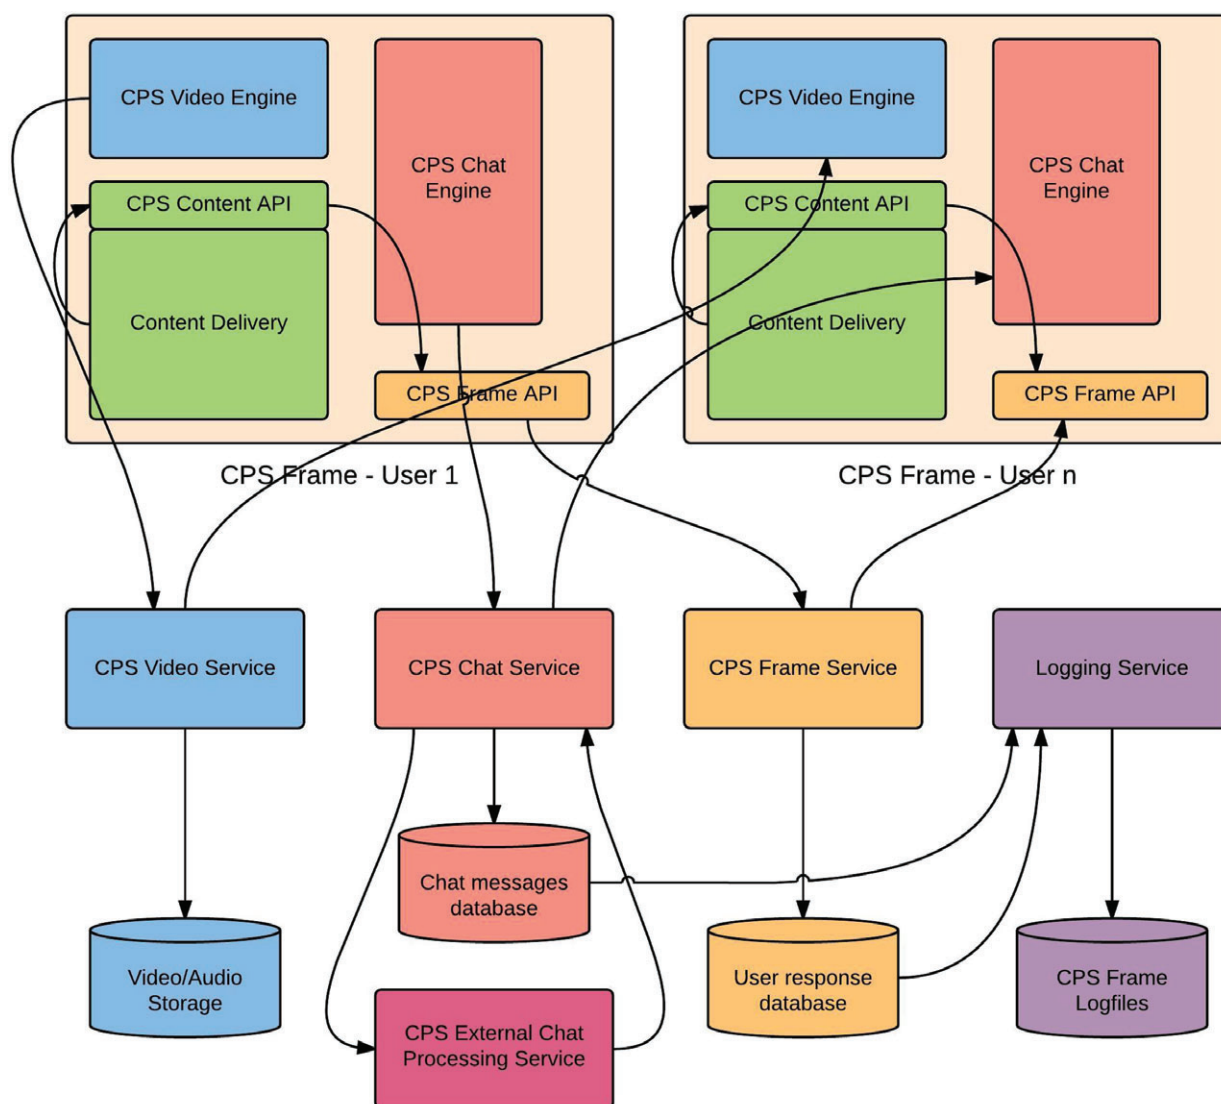 CPS Video Engine
CPS Chat
Engine
CPS Content API
Content Delivery
CPS Frame API
CPS Frame - User 1
CPS Video Engine
CPS Chat
Engine
CPS Content API
Content Delivery
CPS Frame API
CPS Frame - User n
CPS Video Service
CPS Chat Service
CPS Frame Service
Logging Service
Chat messages
database
Video/Audio
Storage
User response
database
CPS Frame
Logfiles
CPS External Chat
Processing Service